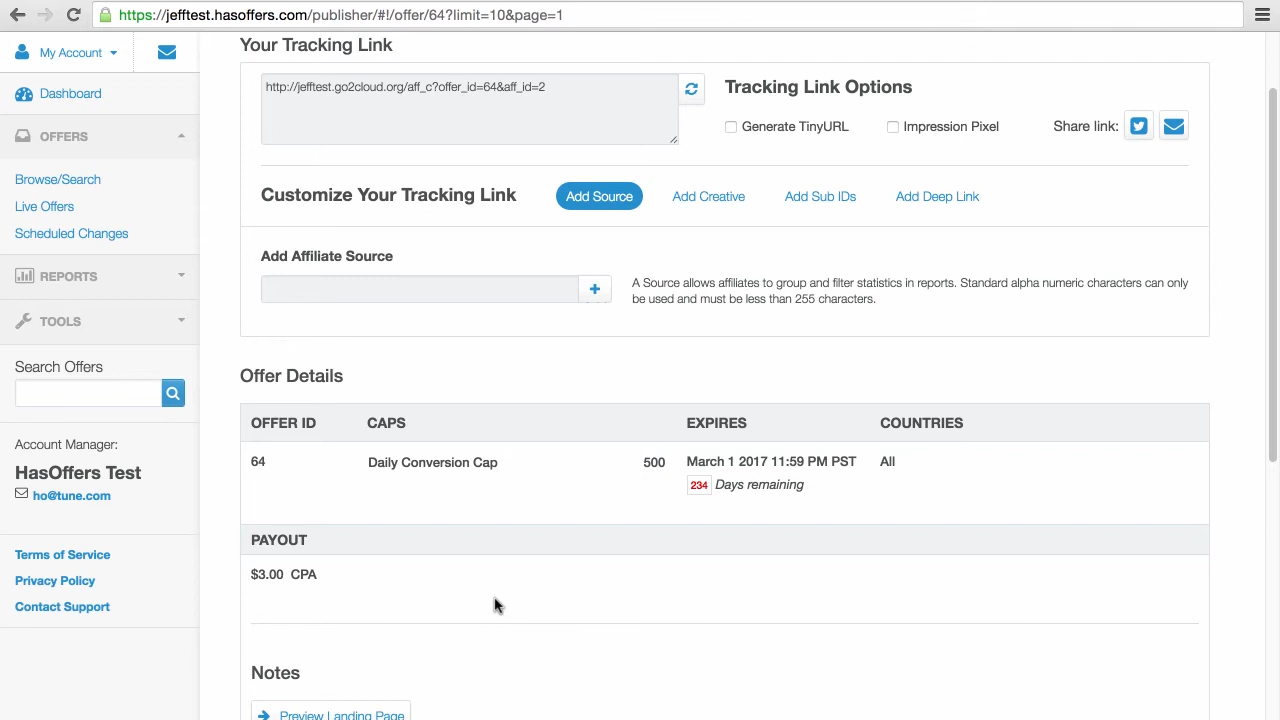 https://jefftest.hasoffers.com/publisher/#!/offer/64?limit=10&page=1
My Account
Dashboard
OFFERS
Browse/Search
Live Offers
Scheduled Changes
REPORTS
TOOLS
Search Offers
Account Manager:
HasOffers Test
ho@tune.com
Terms of Service
Privacy Policy
Contact Support
Your Tracking Link
http://jefftest.go2cloud.org/aff_c?offer_id=64&aff_id=2
Tracking Link Options
Generate TinyURL Impression Pixel Share link:
Customize Your Tracking Link Add Source Add Creative Add Sub IDs Add Deep Link
Add Affiliate Source
A Source allows affiliates to group and filter statistics in reports. Standard alpha numeric characters can only
be used and must be less than 255 characters.
Offer Details
OFFER ID CAPS EXPIRES COUNTRIES
64 Daily Conversion Cap 500 March 1 2017 11:59 PM PST All
234 Days remaining
PAYOUT
$3.00 CPA
Notes
Preview Landing Page